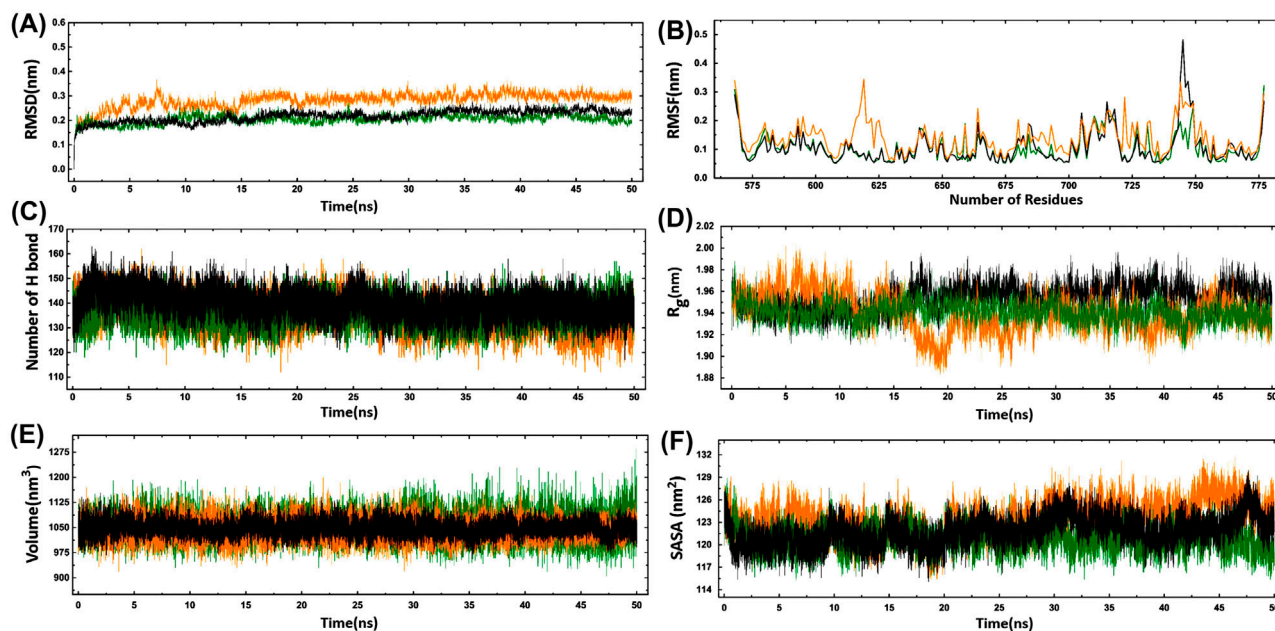 (A)
RMSD(nm)
0.6
0.5
0.4
0.3
0.2
0.1
0.0
0 5 10 15 20 25 30 35 40 45 50
Time(ns)
(B)
RMSF(nm)
0.5
0.4
0.3
0.2
0.1
0.0
575 600 625 650 675 700 725 750 775
Number of Residues
(C)
Number of H bond
170
160
150
140
130
120
110
0 5 10 15 20 25 30 35 40 45 50
Time(ns)
(D)
Rg(nm)
2.02
2.00
1.98
1.96
1.94
1.92
1.90
1.88
0 5 10 15 20 25 30 35 40 45 50
Time(ns)
(E)
Volume(nm³)
1275
1200
1125
1050
975
900
0 5 10 15 20 25 30 35 40 45 50
Time(ns)
(F)
SASA (nm²)
132
129
126
123
120
117
114
0 5 10 15 20 25 30 35 40 45 50
Time(ns)